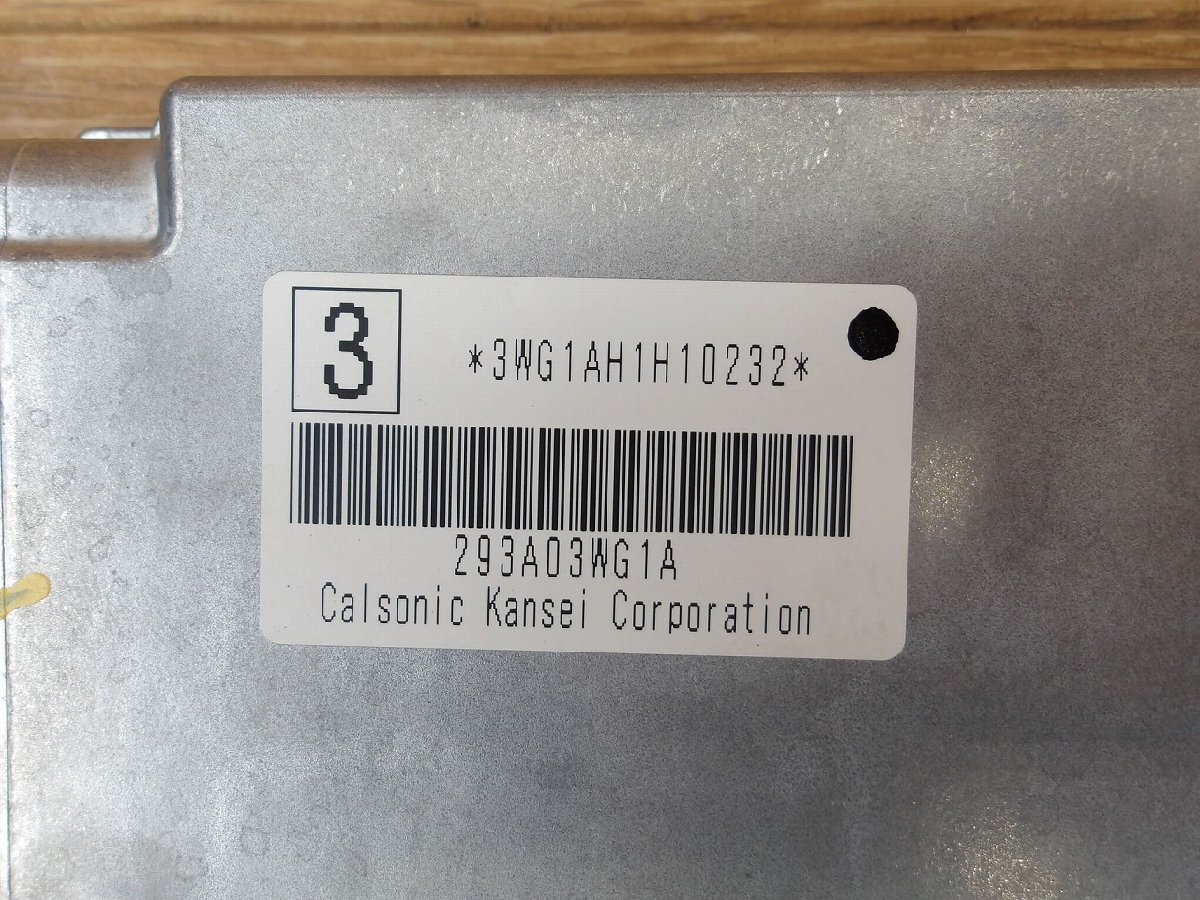 3
*3WG1AH1H10232*
293A03WG1A
Calsonic Kansei Corporation